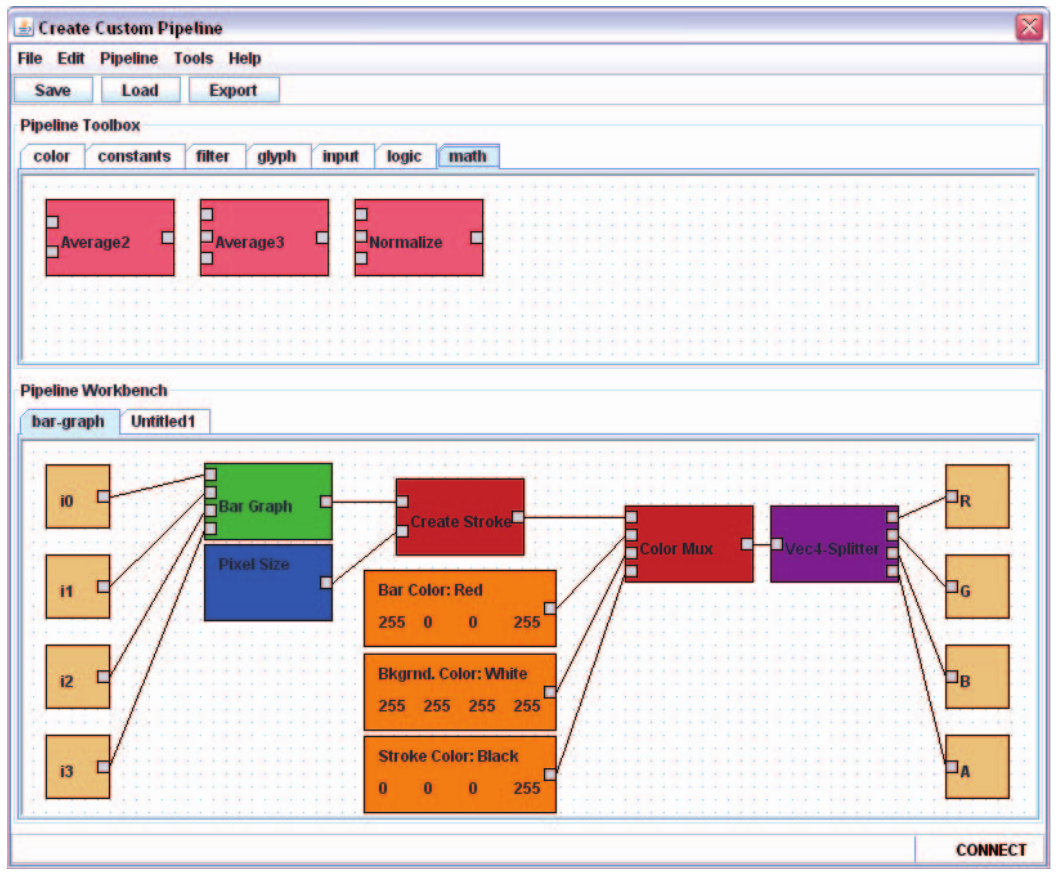 Create Custom Pipeline
File Edit Pipeline Tools Help
Save Load Export
Pipeline Toolbox
color constants filter glyph input logic math
Average2 Average3 Normalize
Pipeline Workbench
bar-graph Untitled1
i0
i1
i2
i3
Bar Graph
Pixel Size
Create Stroke
Bar Color: Red
255 0 0 255
Bkgrnd. Color: White
255 255 255 255
Stroke Color: Black
0 0 0 255
Color Mux
Vec4-Splitter
R
G
B
A
CONNECT